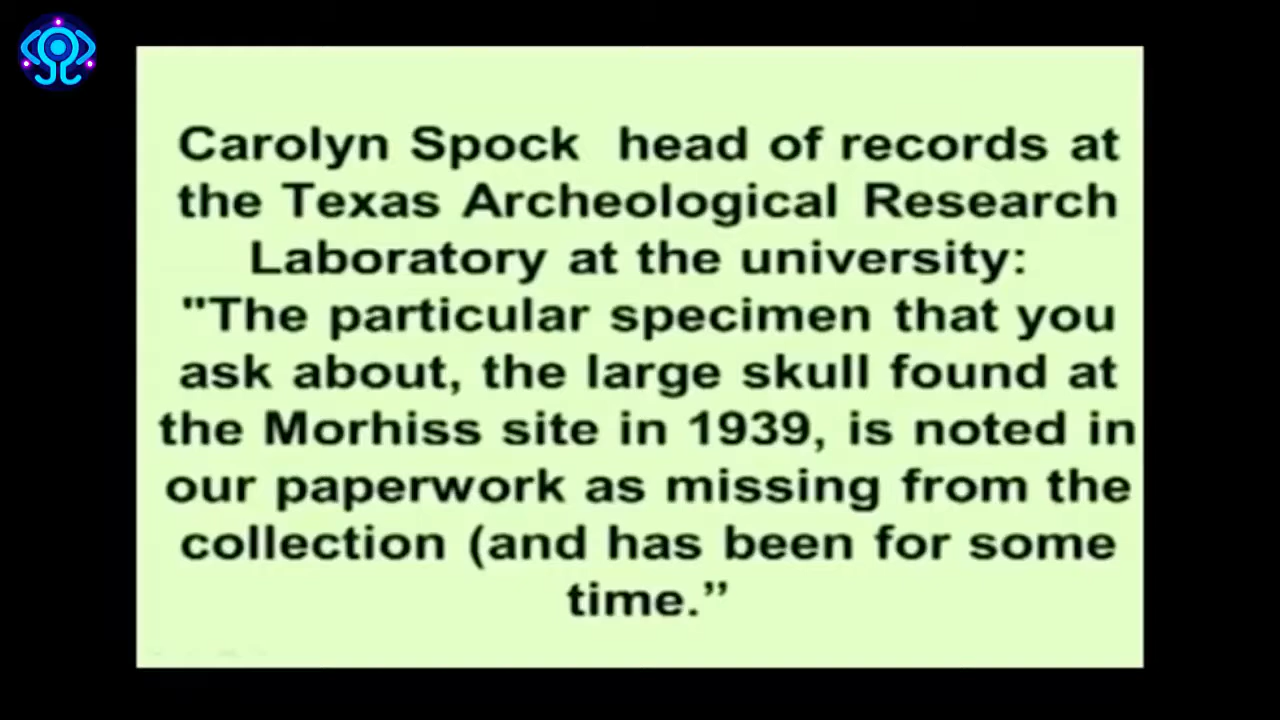 Carolyn Spock head of records at
the Texas Archeological Research
Laboratory at the university:
"The particular specimen that you
ask about, the large skull found at
the Morhiss site in 1939, is noted in
our paperwork as missing from the
collection (and has been for some
time.”